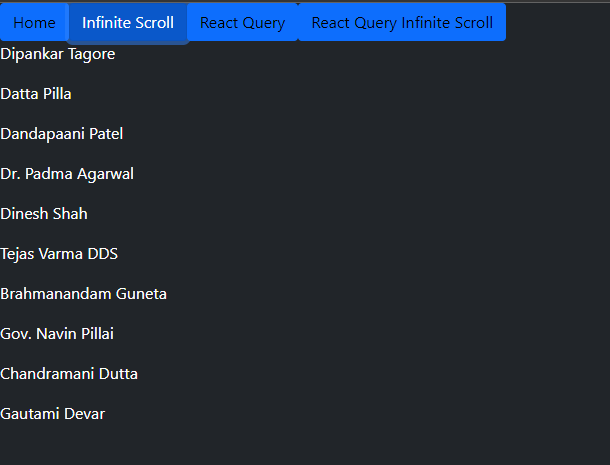 Home Infinite Scroll React Query React Query Infinite Scroll
Dipankar Tagore
Datta Pilla
Dandapaani Patel
Dr. Padma Agarwal
Dinesh Shah
Tejas Varma DDS
Brahmanandam Guneta
Gov. Navin Pillai
Chandramani Dutta
Gautami Devar